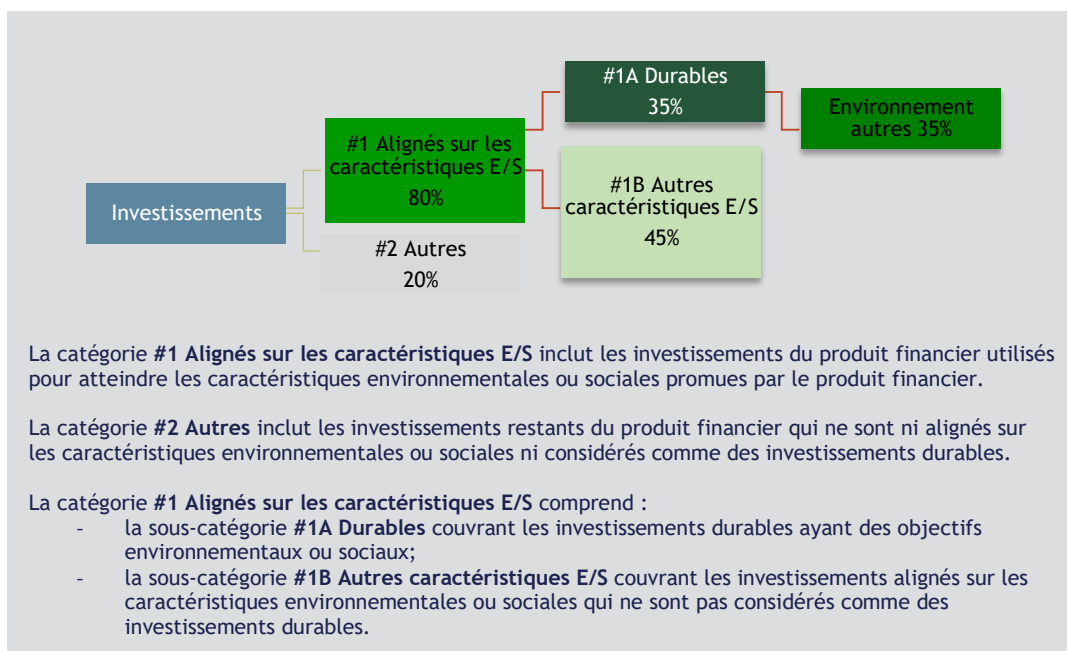 #1A Durables
35%
Environnement
autres 35%
#1 Alignés sur les
caractéristiques E/S
80%
#1B Autres
caractéristiques E/S
45%
Investissements
#2 Autres
20%
La catégorie #1 Alignés sur les caractéristiques E/S inclut les investissements du produit financier utilisés
pour atteindre les caractéristiques environnementales ou sociales promues par le produit financier.
La catégorie #2 Autres inclut les investissements restants du produit financier qui ne sont ni alignés sur
les caractéristiques environnementales ou sociales ni considérés comme des investissements durables.
La catégorie #1 Alignés sur les caractéristiques E/S comprend :
- la sous-catégorie #1A Durables couvrant les investissements durables ayant des objectifs
environnementaux ou sociaux;
- la sous-catégorie #1B Autres caractéristiques E/S couvrant les investissements alignés sur les
caractéristiques environnementales ou sociales qui ne sont pas considérés comme des
investissements durables.